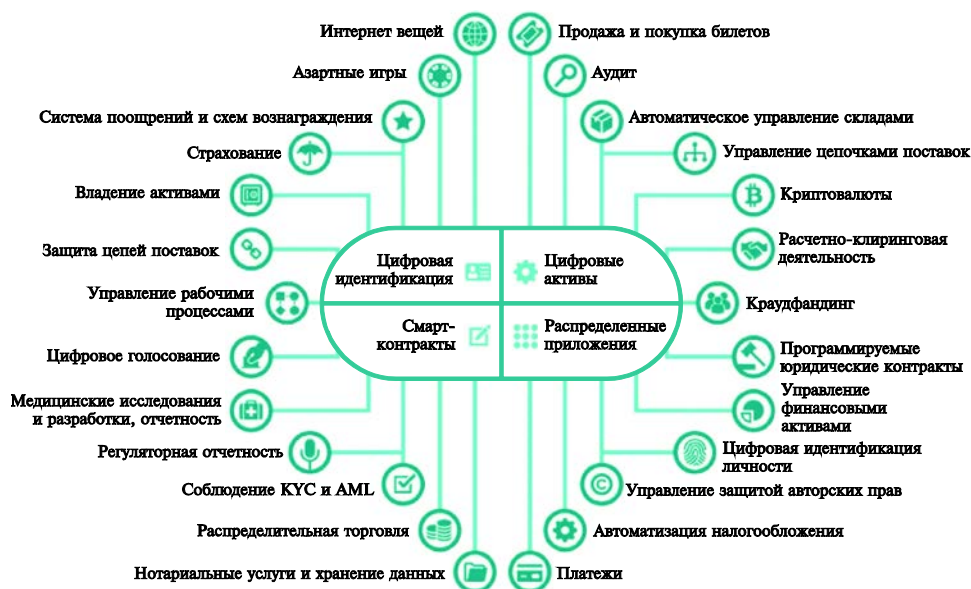 Интернет вещей
Продажа и покупка билетов
Азартные игры
Аудит
Система поощрений и схем вознаграждения
Автоматическое управление складами
Страхование
Управление цепочками поставок
Владение активами
Криптовалюты
Защита цепей поставок
Расчетно-клиринговая
деятельность
Цифровая
идентификация
Цифровые
активы
Управление рабочими
процессами
Краудфандинг
Смарт-
контракты
Распределенные
приложения
Цифровое голосование
Программируемые
юридические контракты
Медицинские исследования
и разработки, отчетность
Управление
финансовыми
активами
Регуляторная отчетность
Цифровая идентификация
личности
Соблюдение KYC и AML
Управление защитой авторских прав
Распределительная торговля
Автоматизация налогообложения
Нотариальные услуги и хранение данных
Платежи